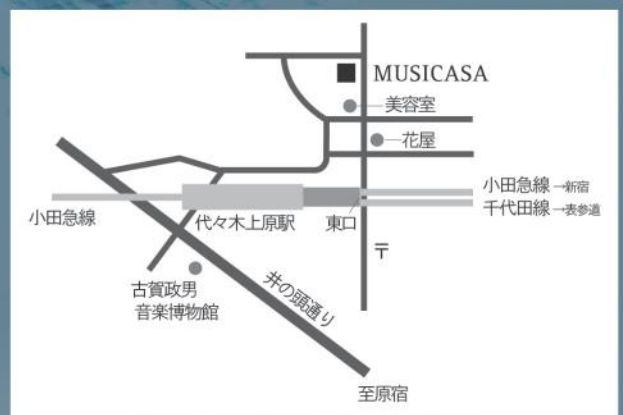 MUSICASA
美容室
花屋
小田急線→新宿
千代田線→表参道
小田急線
代々木上原駅
東口
〒
古賀政男
音楽博物館
井の頭通り
至原宿